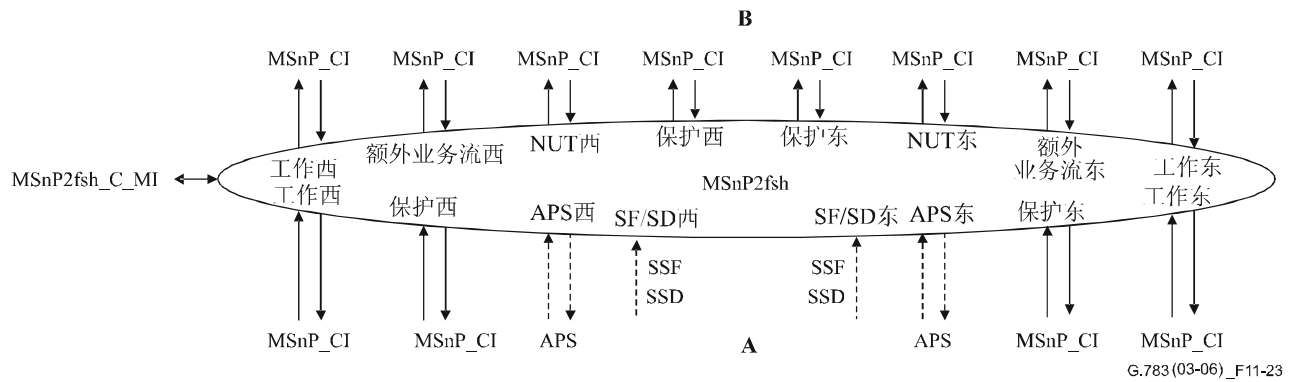 B
MSnP_CI MSnP_CI MSnP_CI MSnP_CI MSnP_CI MSnP_CI MSnP_CI MSnP_CI
工作西 额外业务流西 NUT西 保护西 保护东 NUT东 额外业务流东 工作东
MSnP2fsh_C_MI
MSnP2fsh
工作西 保护西 APS西 SF/SD西 SF/SD东 APS东 保护东 工作东
SSF SSF
SSD SSD
MSnP_CI MSnP_CI APS A APS MSnP_CI MSnP_CI
G.783(03-06)_F11-23